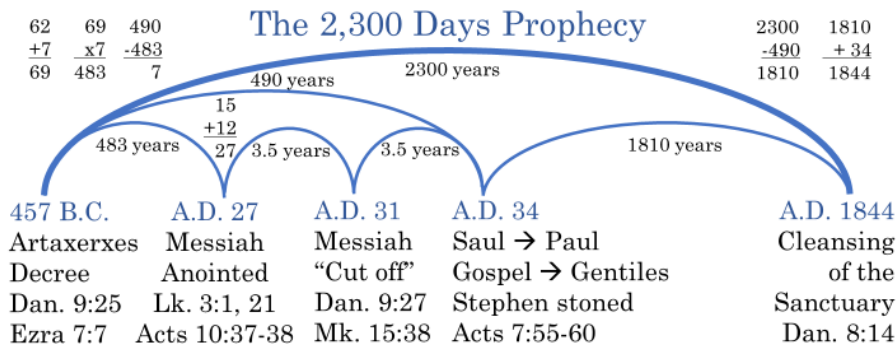 The 2,300 Days Prophecy
62
+7
69
69
x7
483
490
-483
7
2300
-490
1810
1810
+ 34
1844
2300 years
490 years
15
+12
27
483 years
3.5 years
3.5 years
1810 years
457 B.C.
Artaxerxes
Decree
Dan. 9:25
Ezra 7:7
A.D. 27
Messiah
Anointed
Lk. 3:1, 21
Acts 10:37-38
A.D. 31
Messiah
“Cut off”
Dan. 9:27
Mk. 15:38
A.D. 34
Saul → Paul
Gospel → Gentiles
Stephen stoned
Acts 7:55-60
A.D. 1844
Cleansing
of the
Sanctuary
Dan. 8:14